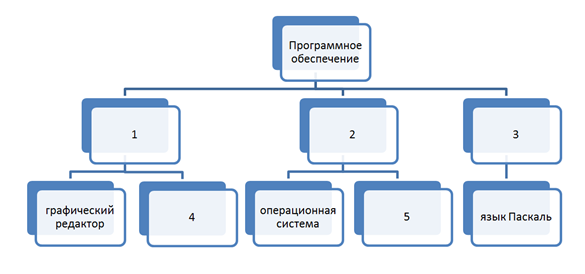 Программное
обеспечение
1
2
3
графический
редактор
4
операционная
система
5
язык Паскаль